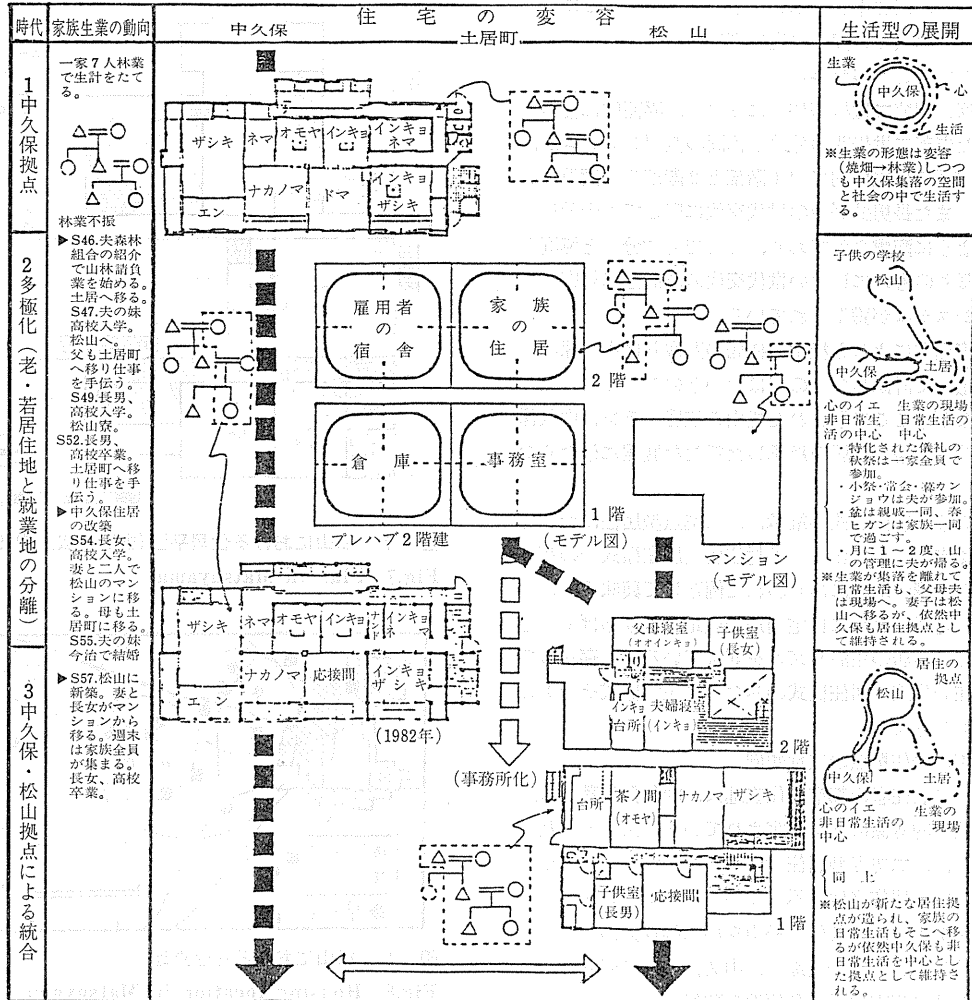 時代
家族生業の動向
住宅の変容
中久保
土居町
松山
生活型の展開
1 中久保拠点
一家7人林業
で生計をたて
る。
林業不振
ザシキ
ネマ
オモヤ
インキョ
インキョ
ネマ
ナカノマ
ドマ
インキョ
ザシキ
エン
生業
中久保
心
生活
※生業の形態は変容
(焼畑→林業)しつつ
も中久保集落の空間
と社会の中で生活す
る。
2 多極化(老・若居住地と就業地の分離)
▶S46.夫森林
組合の紹介
で山林請負
業を始める。
土居へ移る。
S47.夫の妹
高校入学。
松山へ。
父も土居町
へ移り仕事
を手伝う。
S49.長男、
高校入学。
松山寮。
S52.長男、
高校卒業。
土居町へ移
り仕事を手
伝う。
▶中久保住居
の改築
S54.長女、
高校入学。
妻と二人で
松山のマン
ションに移
る。母も土
居町に移る。
S55.夫の妹
今治で結婚
雇用者
の
宿舎
家族
の
住居
2階
倉庫
事務室
1階
プレハブ2階建
(モデル図)
マンション
(モデル図)
ザシキ
ネマ
オモヤ
インキョ
ナンド
インキョ
ネーマ
ナカノマ
応接間
インキョ
ザシキ
エン
(1982年)
子供の学校
松山
中久保
土居
心のイエ
非日常生
活の中心
生業の現場
日常生活の
中心
・特化された儀礼の
秋祭は一家全員で
参加。
・小祭・常会・暮カン
ジョウは夫が参加。
・盆は親戚一同、春
ヒガンは家族一同
で過ごす。
・月に1〜2度、山
の管理に夫が帰る。
※生業が集落を離れて
日常生活も、父母夫
は現場へ。妻子は松
山へ移るが、依然中
久保も居住拠点とし
て維持される。
3 中久保・松山拠点による統合
▶S57.松山に
新築。妻と
長女がマン
ションから
移る。週末
は家族全員
が集まる。
長女、高校
卒業。
(事務所化)
父母寝室
(オオインキョ)
子供室
(長女)
インキョ
台所
夫婦寝室
(インキョ)
2階
台所
茶ノ間
(オモヤ)
ナカノマ
ザシキ
子供室
(長男)
応接間
1階
居住の
拠点
松山
中久保
土居
心のイエ
非日常生活の
中心
生業の
現場
同上
※松山が新たな居住拠
点が造られ、家族の
日常生活もそこへ移
るが依然中久保も非
日常生活を中心とし
た拠点として維持さ
れる。